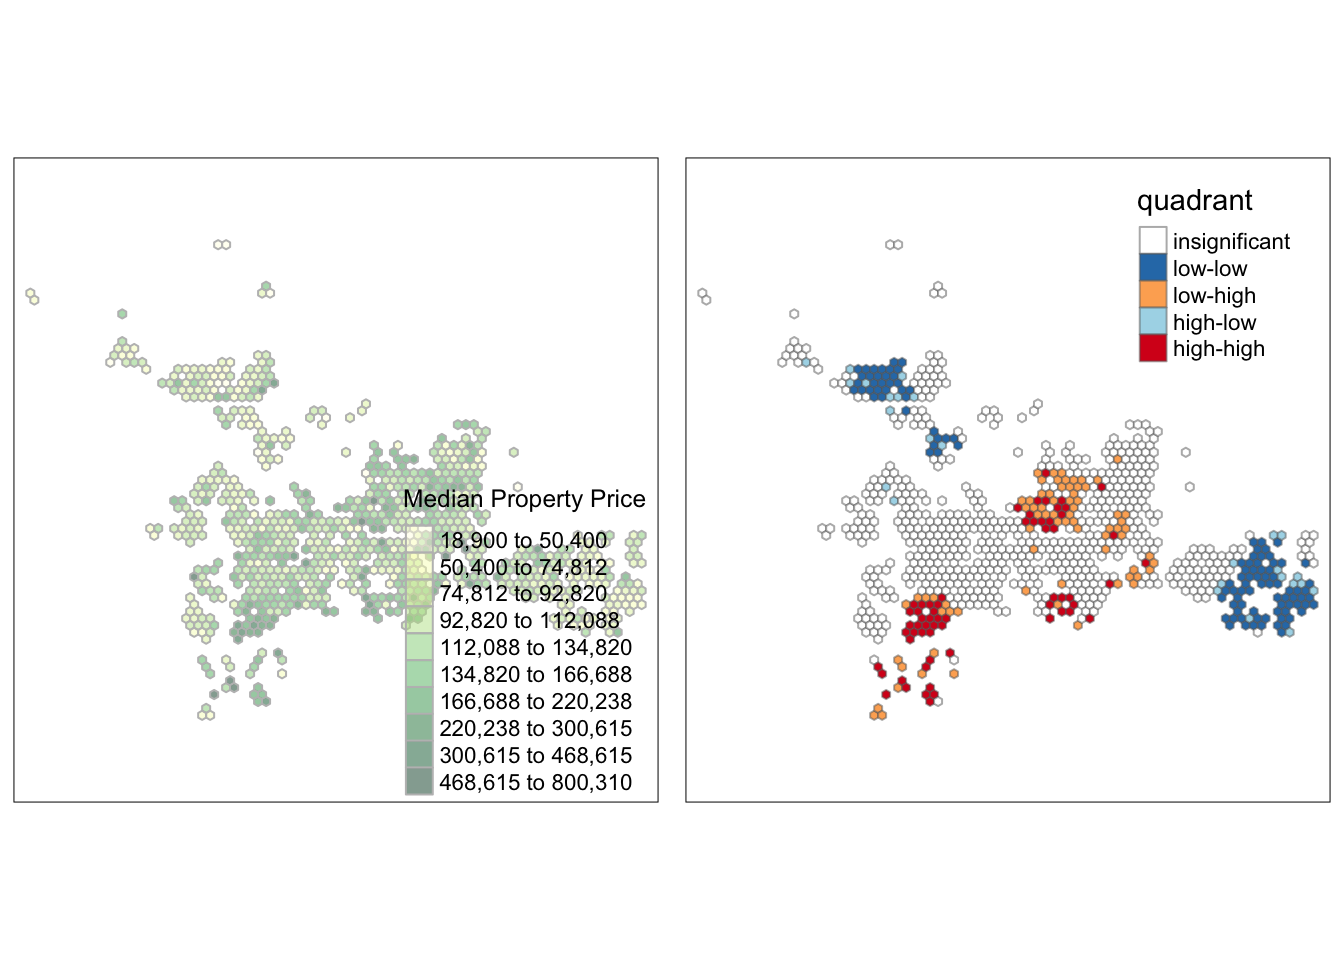 Median Property Price
18,900 to 50,400
50,400 to 74,812
74,812 to 92,820
92,820 to 112,088
112,088 to 134,820
134,820 to 166,688
166,688 to 220,238
220,238 to 300,615
300,615 to 468,615
468,615 to 800,310
quadrant
insignificant
low-low
low-high
high-low
high-high